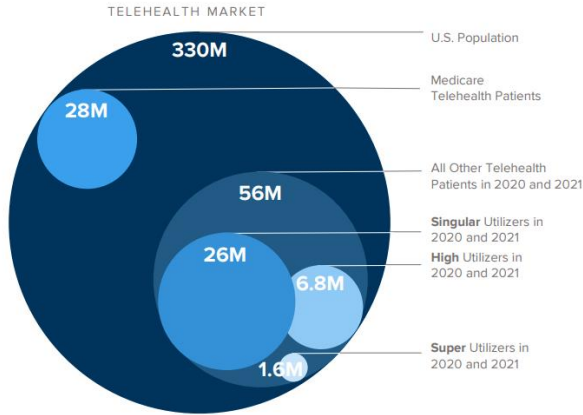 TELEHEALTH MARKET
330M
U.S. Population
Medicare
Telehealth Patients
28M
All Other Telehealth
Patients in 2020 and 2021
56M
Singular Utilizers in
2020 and 2021
26M
High Utilizers in
2020 and 2021
6.8M
Super Utilizers in
2020 and 2021
1.6M